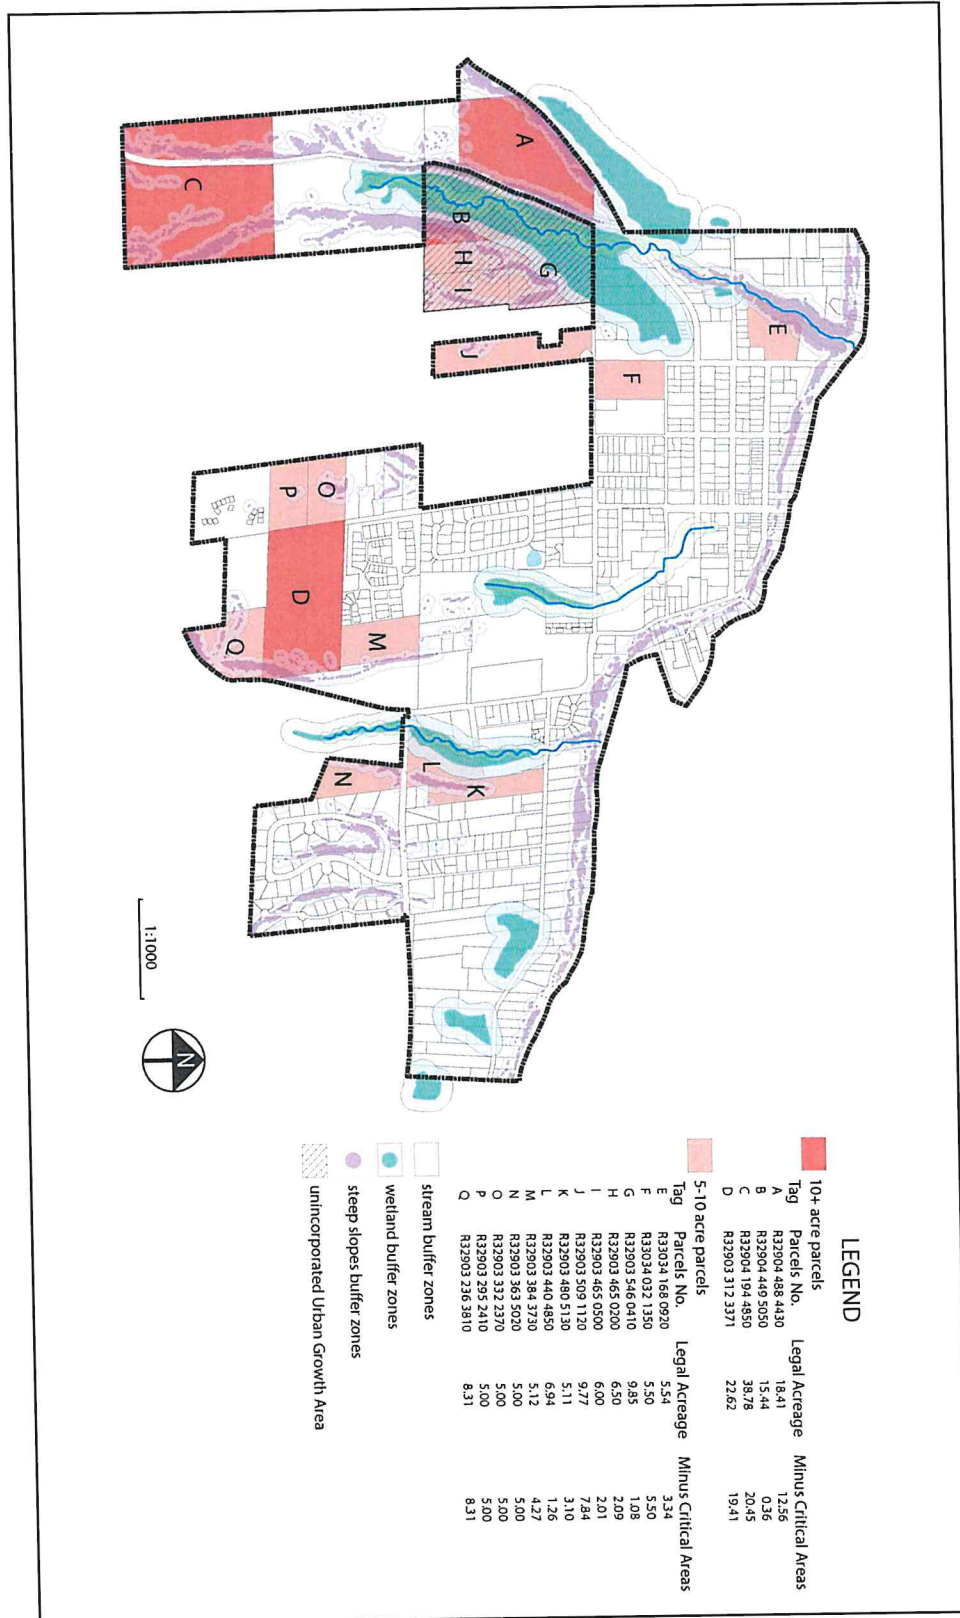 LEGEND
10+ acre parcels
Tag Parcels No. Legal Acreage Minus Critical Areas
A R32904 488 4430 18.41 12.56
B R32904 449 5050 15.44 0.36
C R32904 194 4850 38.78 20.45
D R32903 312 3371 22.62 19.41
5-10 acre parcels
Tag Parcels No. Legal Acreage Minus Critical Areas
E R33034 168 0920 5.54 3.34
F R33034 032 1350 5.50 5.50
G R32903 546 0410 9.85 1.08
H R32903 465 0200 6.50 2.09
I R32903 465 0500 6.00 2.01
J R32903 509 1120 9.77 7.84
K R32903 480 5130 5.11 3.10
L R32903 440 4850 6.94 1.26
M R32903 384 3730 5.12 4.27
N R32903 363 5020 5.00 5.00
O R32903 332 2370 5.00 5.00
P R32903 295 2410 5.00 5.00
Q R32903 236 3810 8.31 8.31
stream buffer zones
wetland buffer zones
steep slopes buffer zones
unincorporated Urban Growth Area
A
B
C
D
E
F
G
H
I
J
K
L
M
N
O
P
Q
1:1000
N